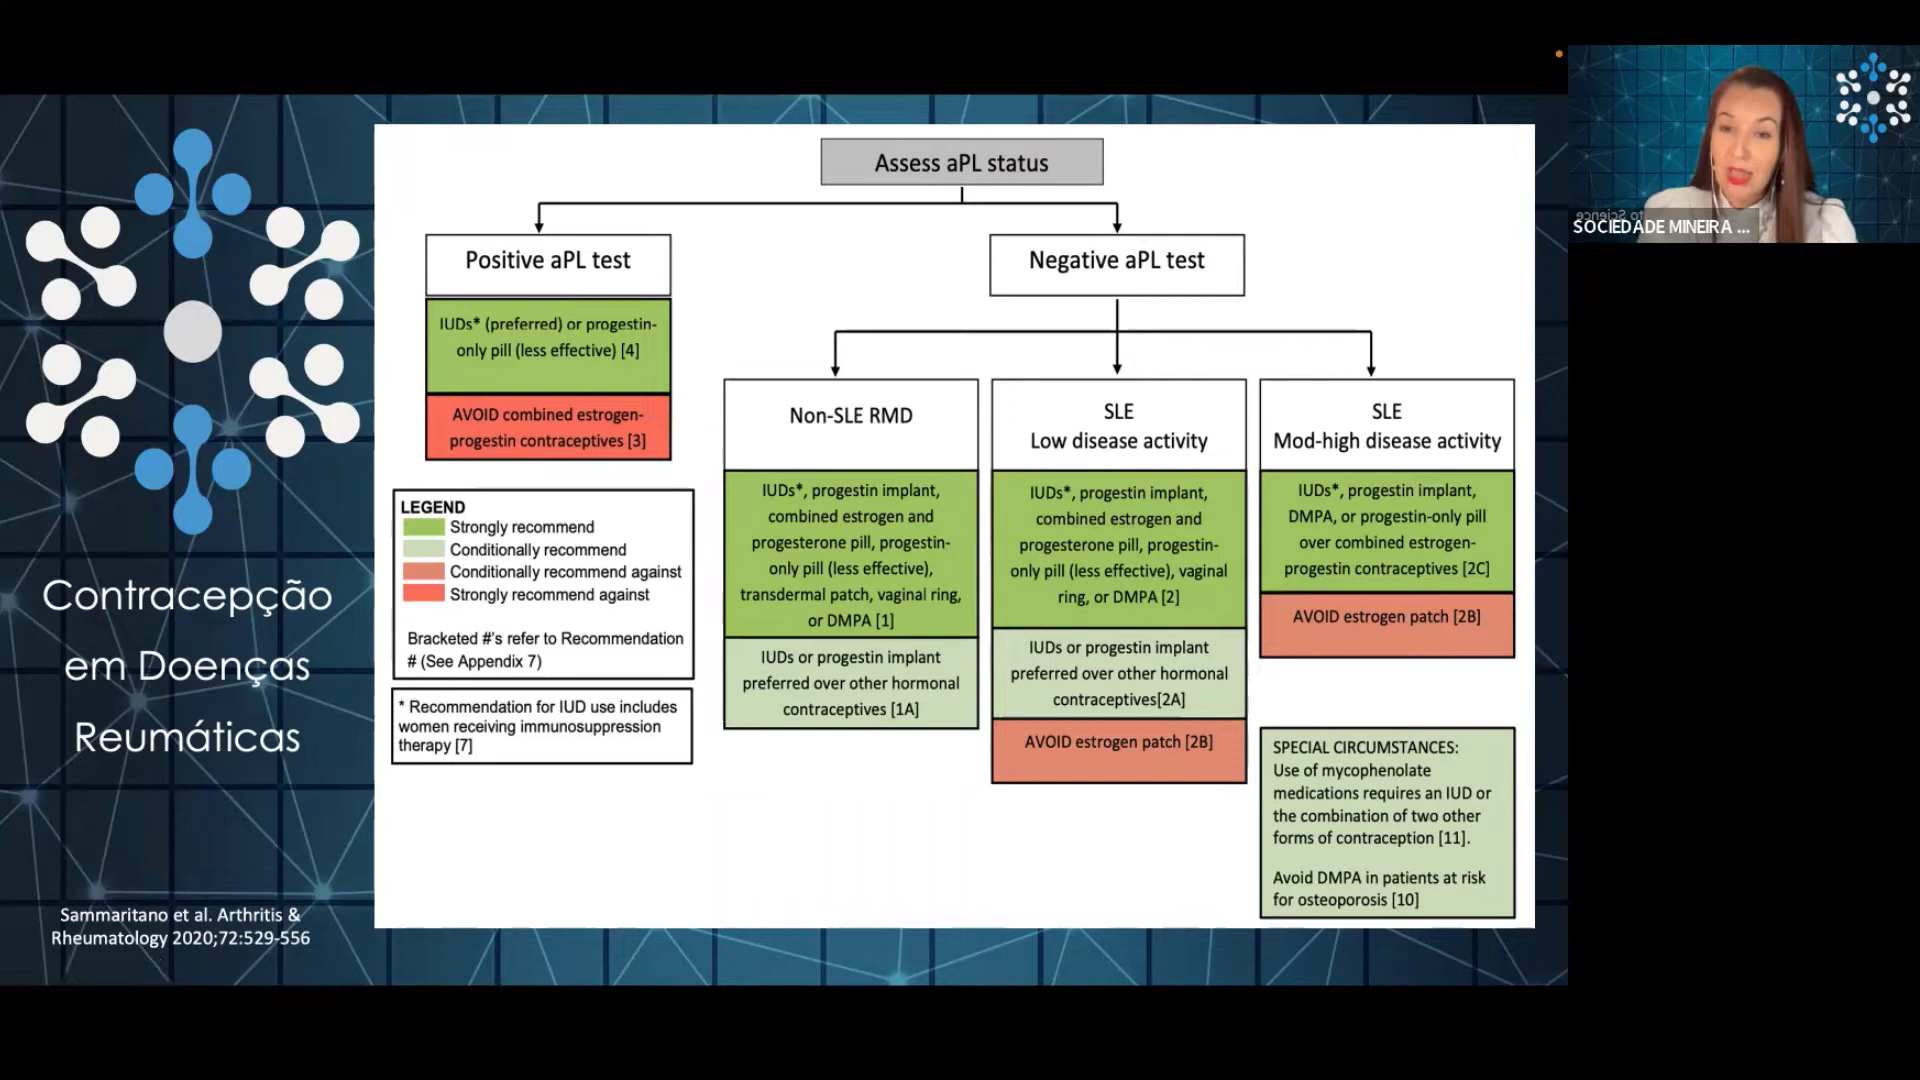 Contracepção
em Doenças
Reumáticas
Sammaritano et al. Arthritis &
Rheumatology 2020;72:529-556
Assess aPL status
Positive aPL test
IUDs* (preferred) or progestin-
only pill (less effective) [4]
AVOID combined estrogen-
progestin contraceptives [3]
Negative aPL test
Non-SLE RMD
IUDs*, progestin implant,
combined estrogen and
progesterone pill, progestin-
only pill (less effective),
transdermal patch, vaginal ring,
or DMPA [1]
IUDs or progestin implant
preferred over other hormonal
contraceptives [1A]
SLE
Low disease activity
IUDs*, progestin implant,
combined estrogen and
progesterone pill, progestin-
only pill (less effective), vaginal
ring, or DMPA [2]
IUDs or progestin implant
preferred over other hormonal
contraceptives[2A]
AVOID estrogen patch [2B]
SLE
Mod-high disease activity
IUDs*, progestin implant,
DMPA, or progestin-only pill
over combined estrogen-
progestin contraceptives [2C]
AVOID estrogen patch [2B]
LEGEND
Strongly recommend
Conditionally recommend
Conditionally recommend against
Strongly recommend against
Bracketed #'s refer to Recommendation
# (See Appendix 7)
* Recommendation for IUD use includes
women receiving immunosuppression
therapy [7]
SPECIAL CIRCUMSTANCES:
Use of mycophenolate
medications requires an IUD or
the combination of two other
forms of contraception [11].
Avoid DMPA in patients at risk
for osteoporosis [10]
to Science
SOCIEDADE MINEIRA ...